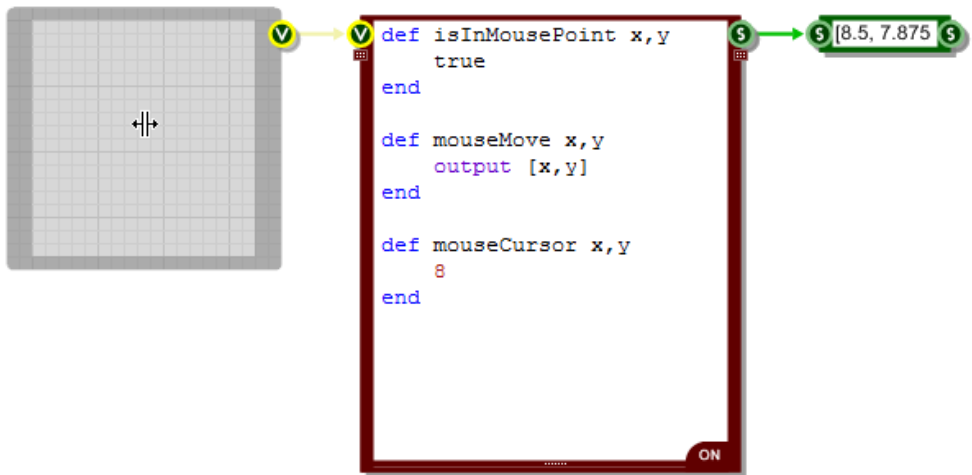 V
V
def isInMousePoint x,y
true
end
def mouseMove x,y
output [x,y]
end
def mouseCursor x,y
8
end
ON
S
S
[8.5, 7.875
S